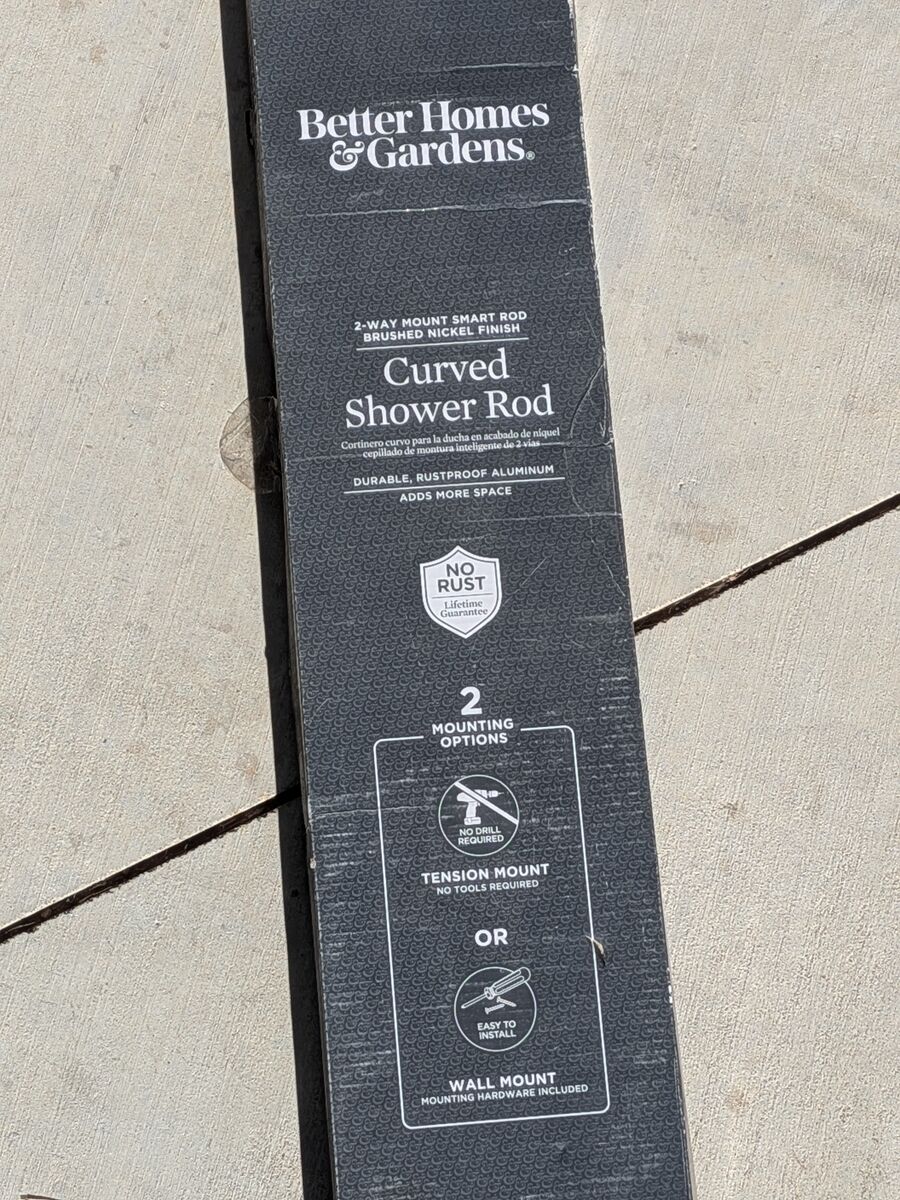 Better Homes
& Gardens®
2-WAY MOUNT SMART ROD
BRUSHED NICKEL FINISH
Curved
Shower Rod
Cortinero curvo para la ducha en acabado de níquel
cepillado de montura inteligente de 2 vías
DURABLE, RUSTPROOF ALUMINUM
ADDS MORE SPACE
NO
RUST
Lifetime
Guarantee
2
MOUNTING
OPTIONS
NO DRILL
REQUIRED
TENSION MOUNT
NO TOOLS REQUIRED
OR
EASY TO
INSTALL
WALL MOUNT
MOUNTING HARDWARE INCLUDED